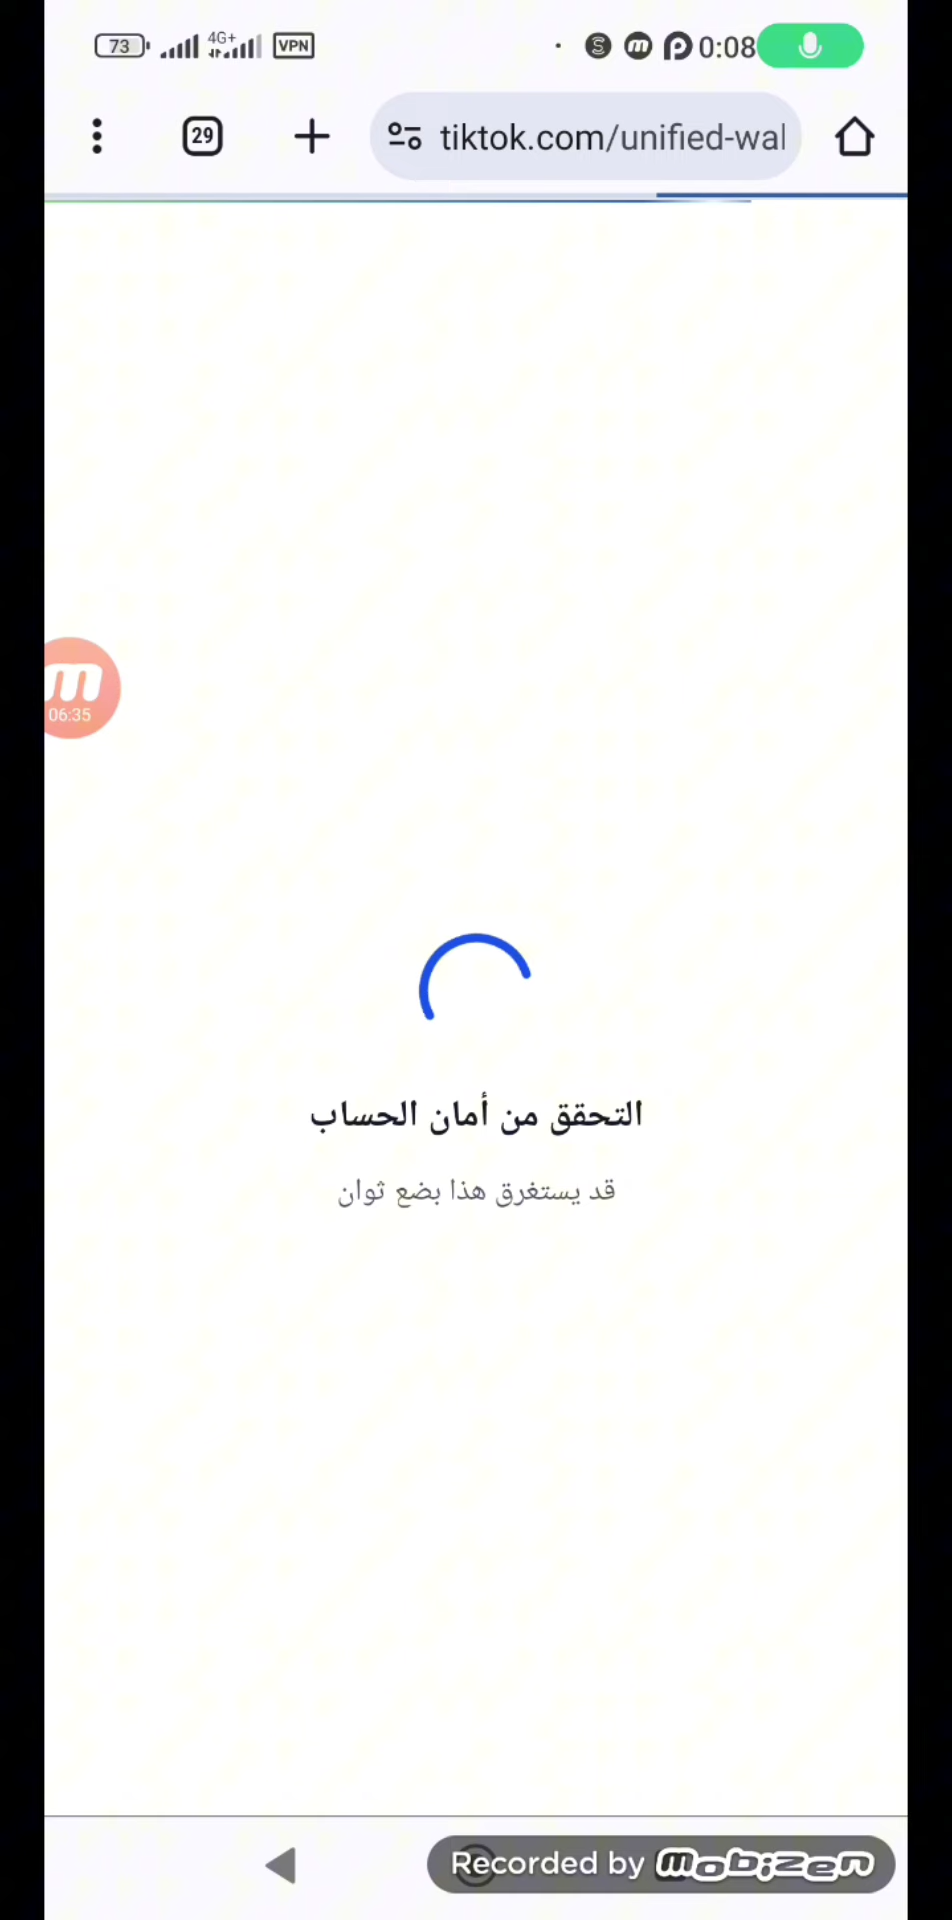 73 4G+ VPN 0:08
29 tiktok.com/unified-wal
m
06:35
التحقق من أمان الحساب
قد يستغرق هذا بضع ثوان
Recorded by mobizen